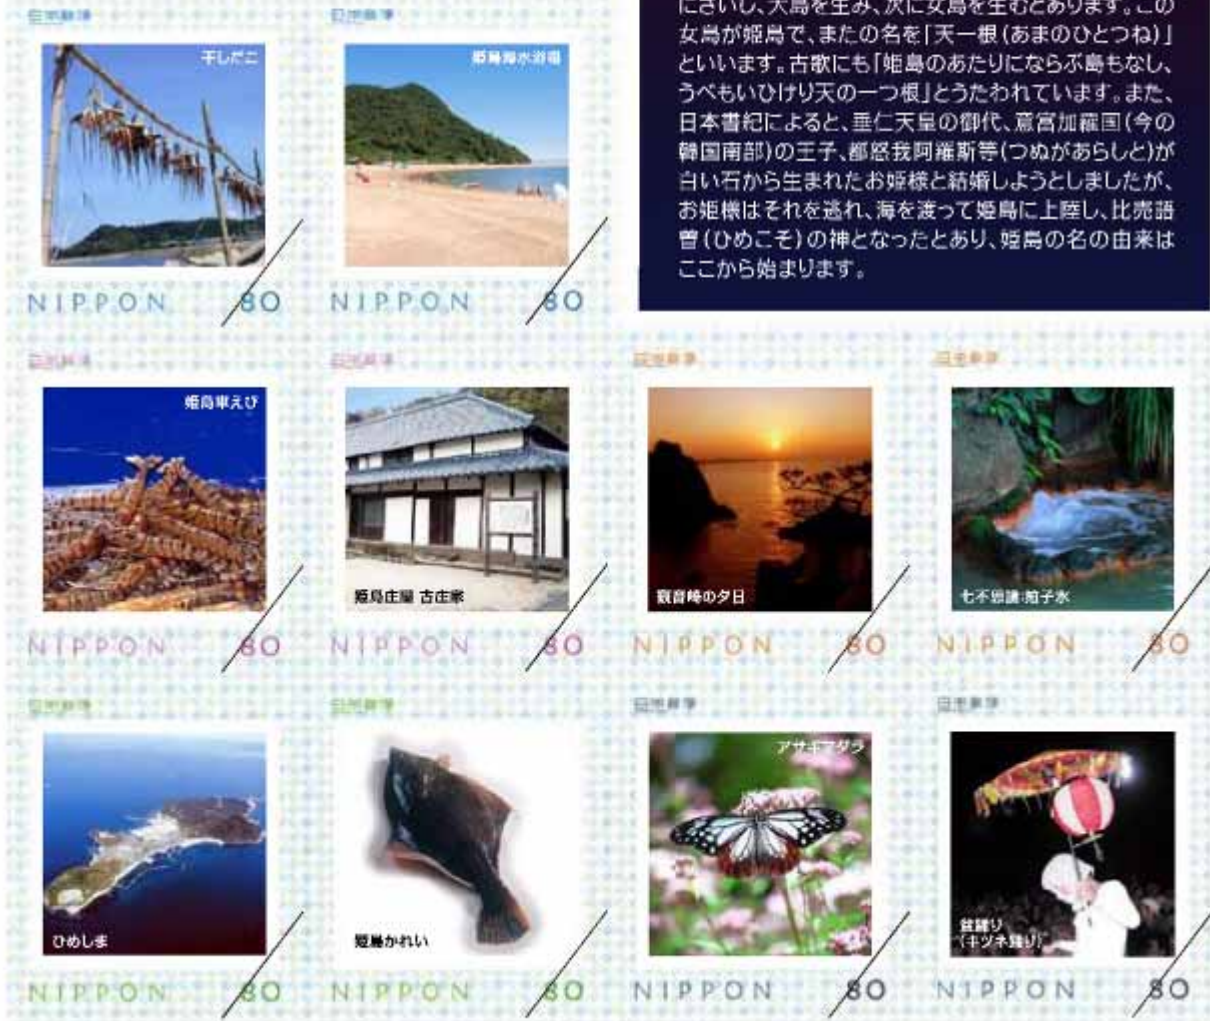 干しだこ
姫島海水浴場
にさいし、大島を生み、次に女島を生むとあります。この
女島が姫島で、またの名を「天一根(あまのひとつね)」
といいます。古歌にも「姫島のあたりにならぶ島もなし、
うべもいひけり天の一つ根」とうたわれています。また、
日本書紀によると、垂仁天皇の御代、意富加羅国(今の
韓国南部)の王子、都怒我阿羅斯等(つぬがあらしと)が
白い石から生まれたお姫様と結婚しようとしましたが、
お姫様はそれを逃れ、海を渡って姫島に上陸し、比売語
曽(ひめこそ)の神となったとあり、姫島の名の由来は
ここから始まります。
NIPPON 80
NIPPON 80
姫島車えび
姫島庄屋 古庄家
観音崎の夕日
七不思議:拍子水
NIPPON 80
NIPPON 80
NIPPON 80
NIPPON 80
ひめしま
姫島かれい
アサギマダラ
盆踊り
(キツネ踊り)
NIPPON 80
NIPPON 80
NIPPON 80
NIPPON 80